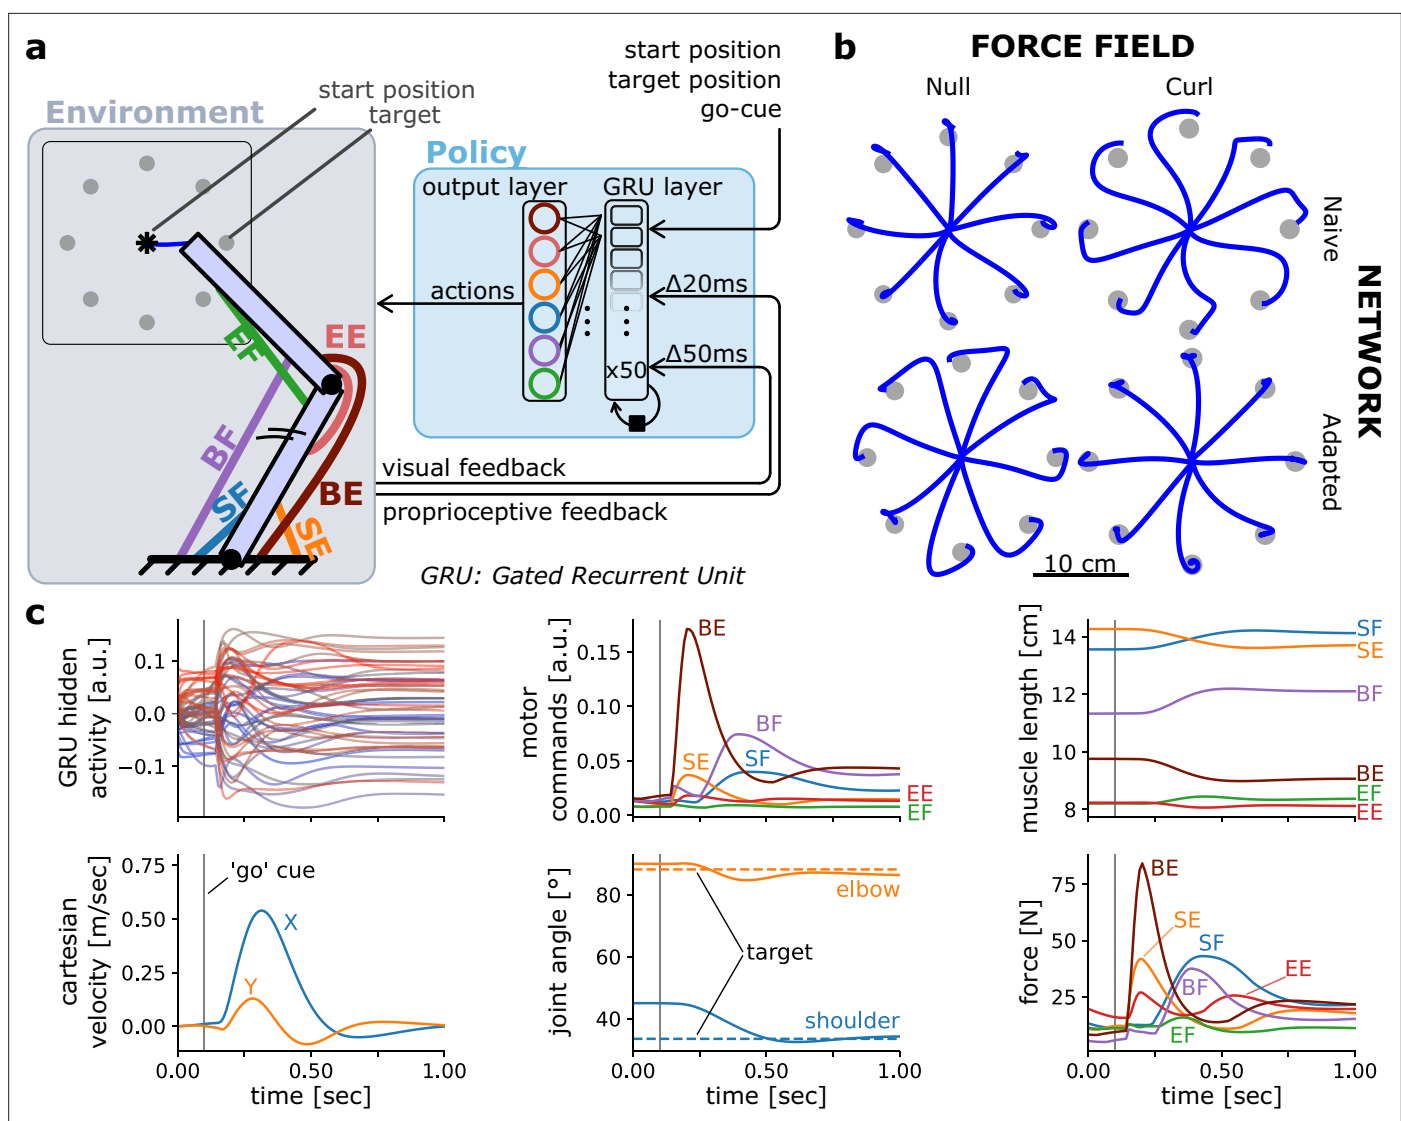 a
start position
target
Environment
EF
EE
BF
BE
SF
SE
Policy
output layer
GRU layer
start position
target position
go-cue
actions
Δ20ms
Δ50ms
x50
visual feedback
proprioceptive feedback
GRU: Gated Recurrent Unit
b
FORCE FIELD
Null
Curl
Naive
Adapted
NETWORK
10 cm
c
GRU hidden
activity [a.u.]
0.1
0.0
−0.1
motor
commands [a.u.]
0.15
0.10
0.05
0.00
BE
BF
SE
SF
EE
EF
muscle length [cm]
14
12
10
8
SF
SE
BF
BE
EF
EE
cartesian
velocity [m/sec]
0.75
0.50
0.25
0.00
'go' cue
X
Y
0.00
0.50
1.00
time [sec]
joint angle [°]
80
60
40
elbow
target
shoulder
0.00
0.50
1.00
time [sec]
force [N]
75
50
25
BE
SE
SF
EE
BF
EF
0.00
0.50
1.00
time [sec]